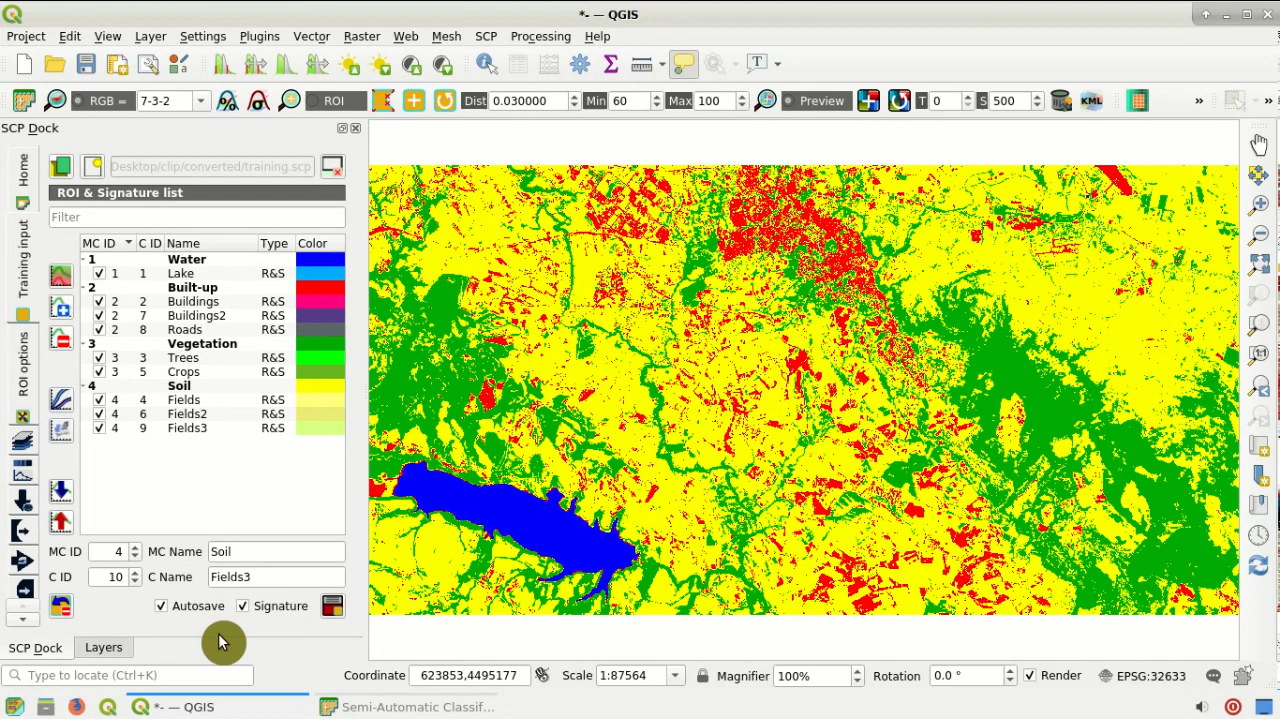 *- — QGIS
Project Edit View Layer Settings Plugins Vector Raster Web Mesh SCP Processing Help
RGB = 7-3-2 ROI Dist 0.030000 Min 60 Max 100 Preview T 0 S 500 KML » »
SCP Dock
Home
Training input
ROI options
Desktop/clip/converted/training.scp
ROI & Signature list
Filter
MC ID C ID Name Type Color
1 Water
1 1 Lake R&S
2 Built-up
2 2 Buildings R&S
2 7 Buildings2 R&S
2 8 Roads R&S
3 Vegetation
3 3 Trees R&S
3 5 Crops R&S
4 Soil
4 4 Fields R&S
4 6 Fields2 R&S
4 9 Fields3 R&S
MC ID 4 MC Name Soil
C ID 10 C Name Fields3
Autosave Signature
SCP Dock Layers
Type to locate (Ctrl+K) Coordinate 623853,4495177 Scale 1:87564 Magnifier 100% Rotation 0.0 ° Render EPSG:32633
*- — QGIS Semi-Automatic Classif...